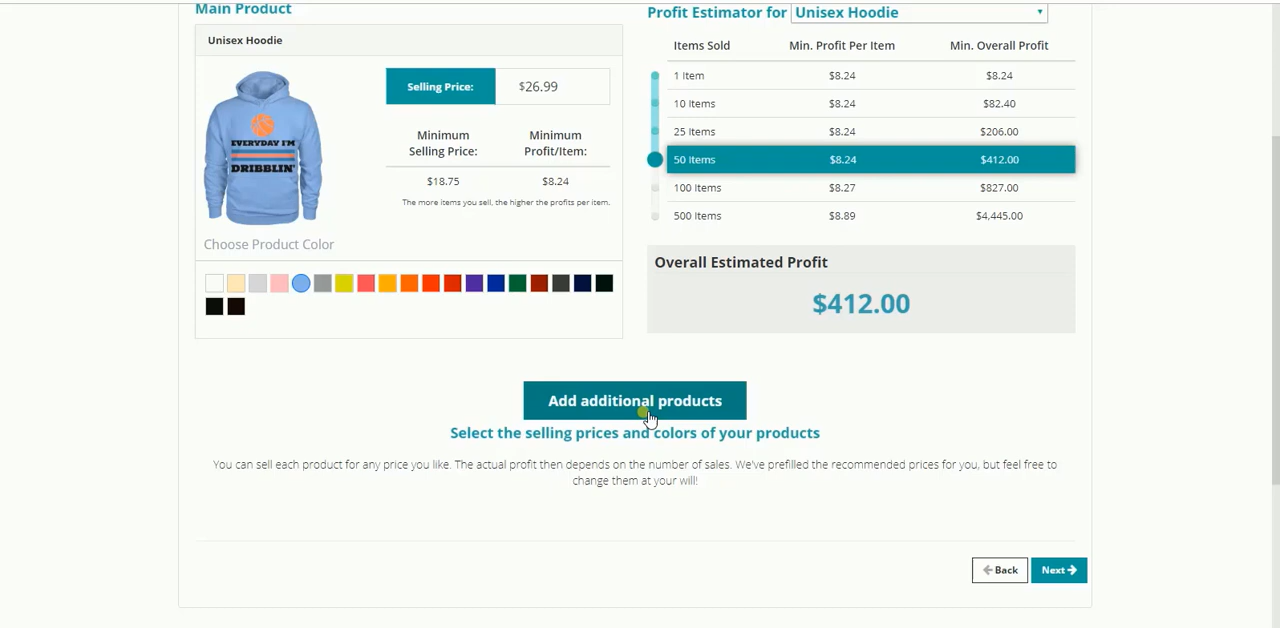 Main Product
Unisex Hoodie
EVERYDAY I'M
DRIBBLIN'
Selling Price:
$26.99
Minimum Selling Price:
Minimum Profit/Item:
$18.75
$8.24
The more items you sell, the higher the profits per item.
Choose Product Color
Profit Estimator for Unisex Hoodie
Items Sold Min. Profit Per Item Min. Overall Profit
1 Item $8.24 $8.24
10 Items $8.24 $82.40
25 Items $8.24 $206.00
50 Items $8.24 $412.00
100 Items $8.27 $827.00
500 Items $8.89 $4,445.00
Overall Estimated Profit
$412.00
Add additional products
Select the selling prices and colors of your products
You can sell each product for any price you like. The actual profit then depends on the number of sales. We've prefilled the recommended prices for you, but feel free to
change them at your will!
Back
Next